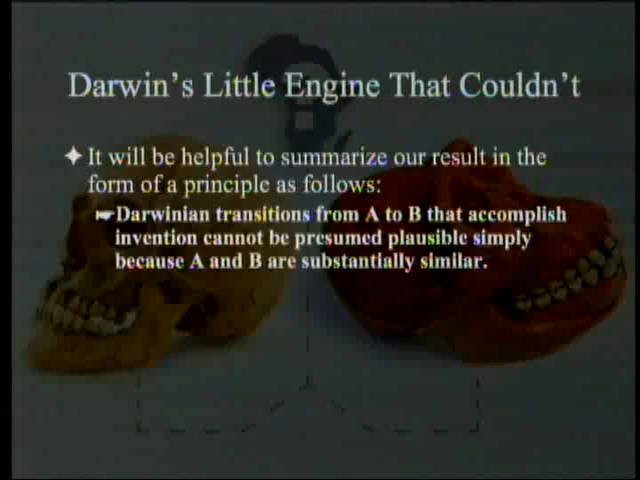 Darwin's Little Engine That Couldn't
It will be helpful to summarize our result in the
form of a principle as follows:
Darwinian transitions from A to B that accomplish
invention cannot be presumed plausible simply
because A and B are substantially similar.